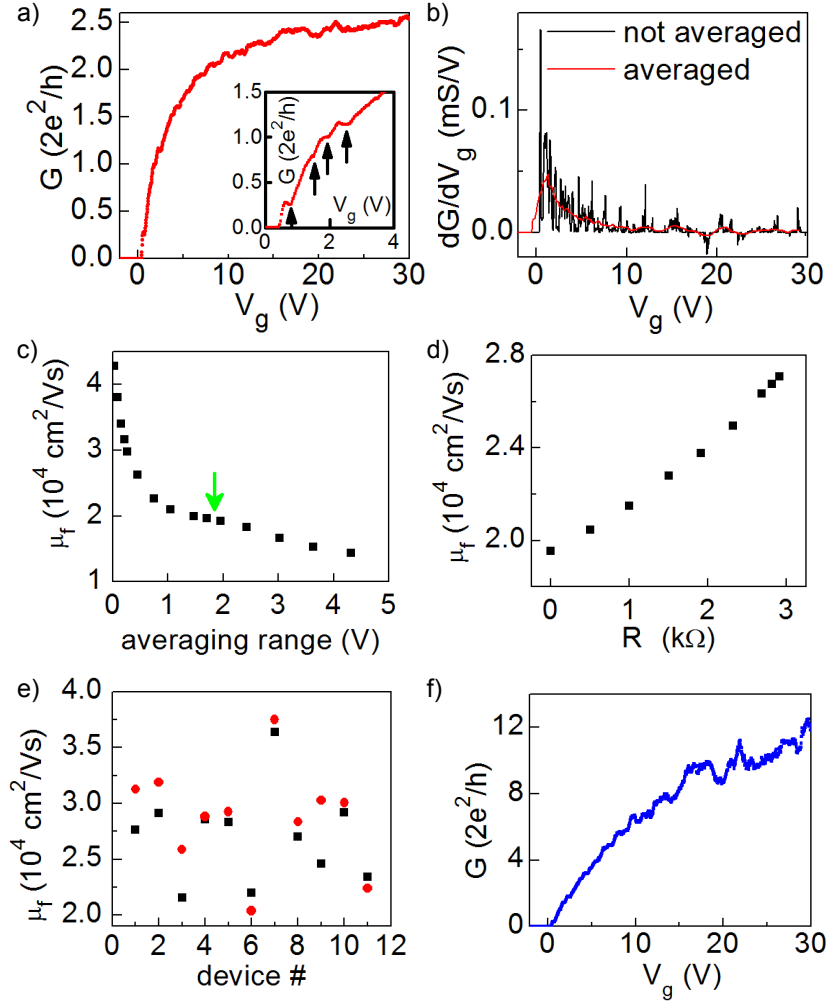 a)
G (2e²/h)
2.5
2.0
1.5
1.0
0.5
0.0
0 10 20 30
V_g (V)
G (2e²/h)
1.5
1.0
0.5
0.0
0 2 4
V_g (V)
b)
not averaged
averaged
dG/dV_g (mS/V)
0.1
0.0
0 10 20 30
V_g (V)
c)
μ_f (10⁴ cm²/Vs)
4
3
2
1
0 1 2 3 4 5
averaging range (V)
d)
μ_f (10⁴ cm²/Vs)
2.8
2.4
2.0
0 1 2 3
R (kΩ)
e)
μ_f (10⁴ cm²/Vs)
4.0
3.5
3.0
2.5
2.0
0 2 4 6 8 10 12
device #
f)
G (2e²/h)
12
8
4
0
0 10 20 30
V_g (V)